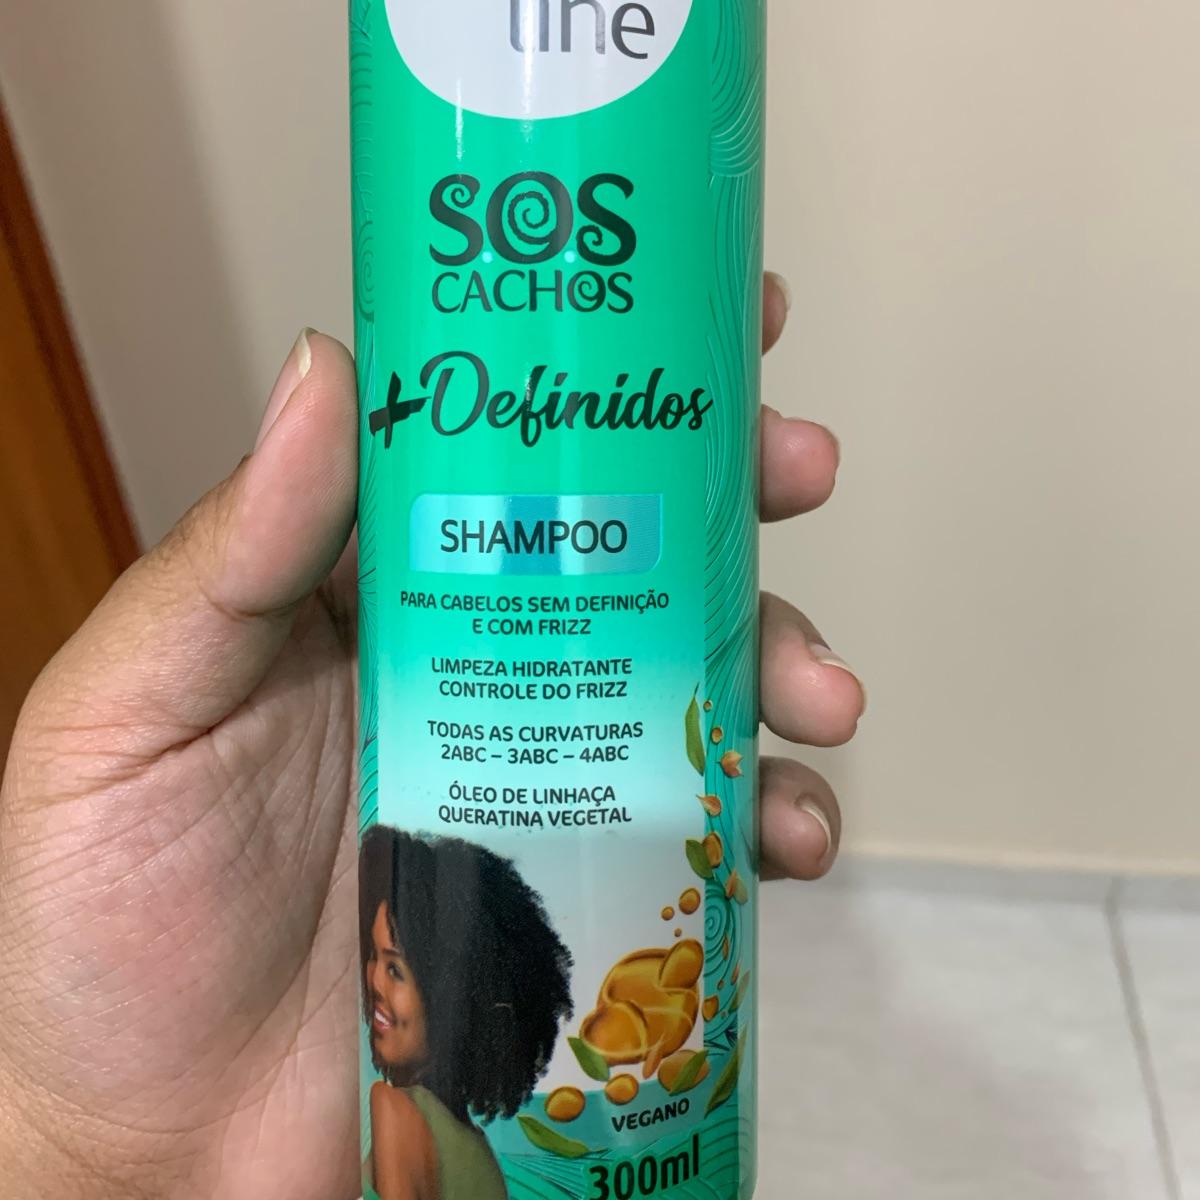 line
S.O.S
CACHOS
+Definidos
SHAMPOO
PARA CABELOS SEM DEFINIÇÃO
E COM FRIZZ
LIMPEZA HIDRATANTE
CONTROLE DO FRIZZ
TODAS AS CURVATURAS
2ABC – 3ABC – 4ABC
ÓLEO DE LINHAÇA
QUERATINA VEGETAL
VEGANO
300ml